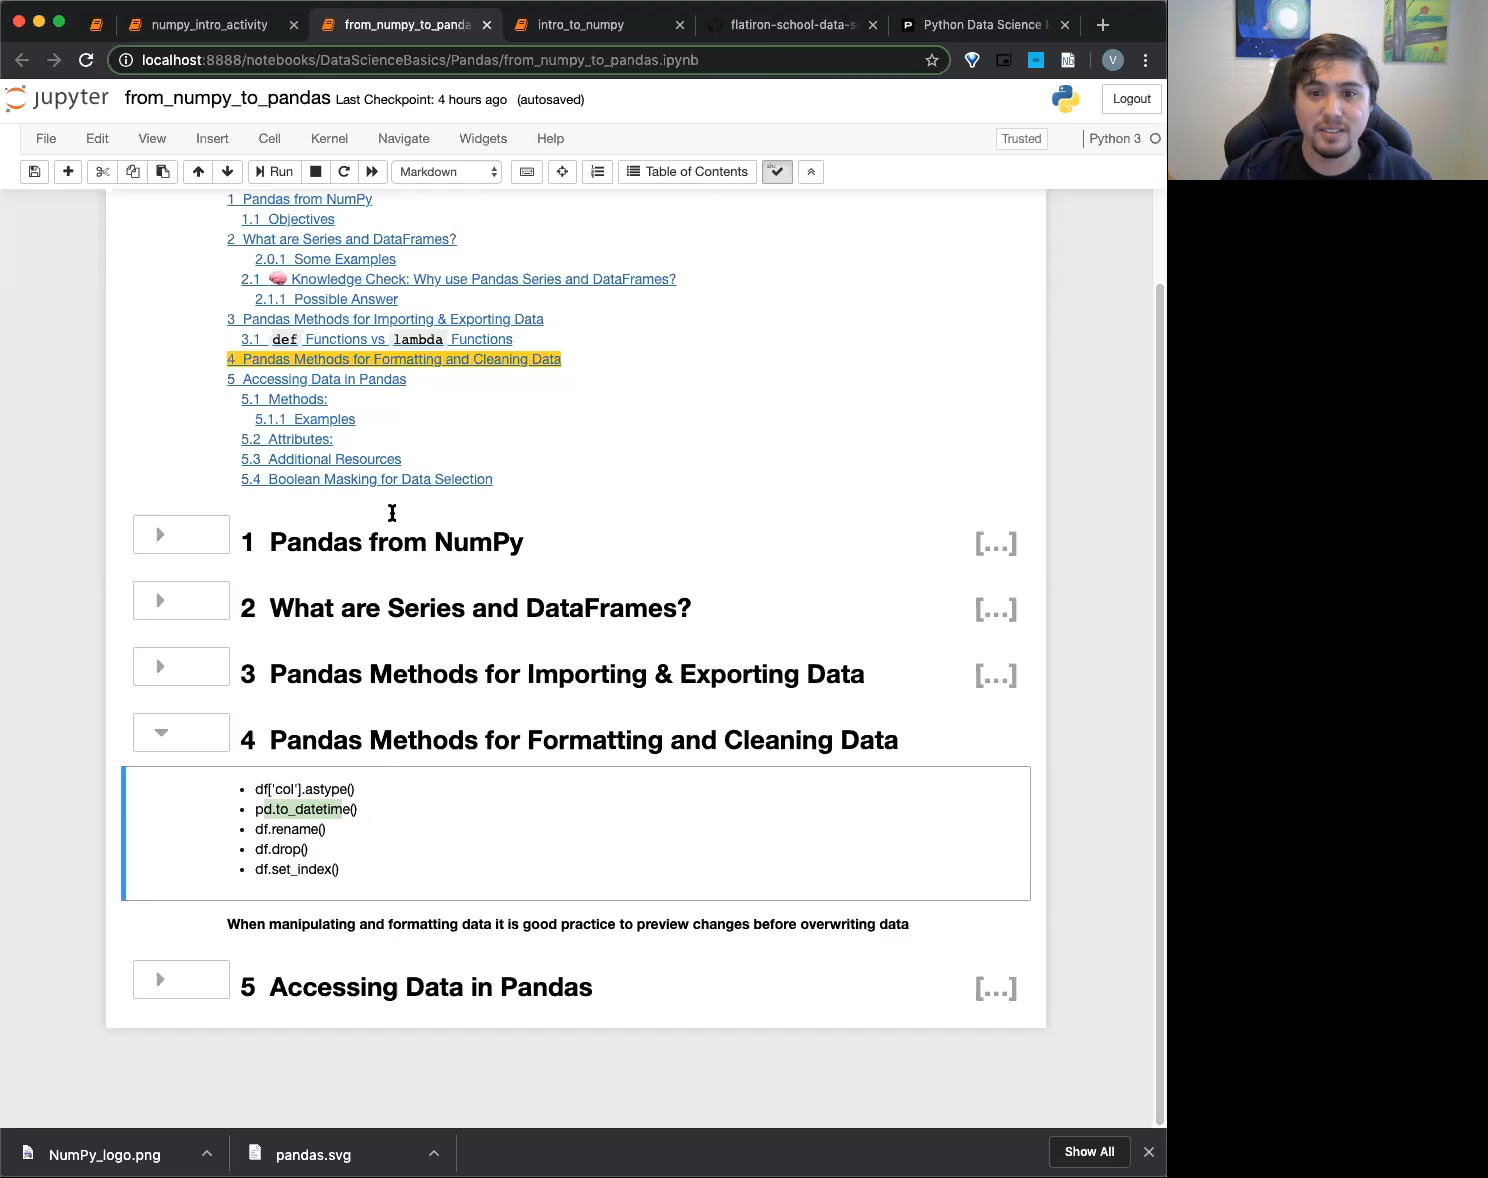 numpy_intro_activity
from_numpy_to_panda
intro_to_numpy
flatiron-school-data-s
Python Data Science
localhost:8888/notebooks/DataScienceBasics/Pandas/from_numpy_to_pandas.ipynb
V
jupyter from_numpy_to_pandas Last Checkpoint: 4 hours ago (autosaved)
Logout
File Edit View Insert Cell Kernel Navigate Widgets Help
Trusted
Python 3
Run
Markdown
Table of Contents
1 Pandas from NumPy
1.1 Objectives
2 What are Series and DataFrames?
2.0.1 Some Examples
2.1 🧠 Knowledge Check: Why use Pandas Series and DataFrames?
2.1.1 Possible Answer
3 Pandas Methods for Importing & Exporting Data
3.1 def Functions vs lambda Functions
4 Pandas Methods for Formatting and Cleaning Data
5 Accessing Data in Pandas
5.1 Methods:
5.1.1 Examples
5.2 Attributes:
5.3 Additional Resources
5.4 Boolean Masking for Data Selection
1 Pandas from NumPy [...]
2 What are Series and DataFrames? [...]
3 Pandas Methods for Importing & Exporting Data [...]
4 Pandas Methods for Formatting and Cleaning Data
• df['col'].astype()
• pd.to_datetime()
• df.rename()
• df.drop()
• df.set_index()
When manipulating and formatting data it is good practice to preview changes before overwriting data
5 Accessing Data in Pandas [...]
NumPy_logo.png
pandas.svg
Show All